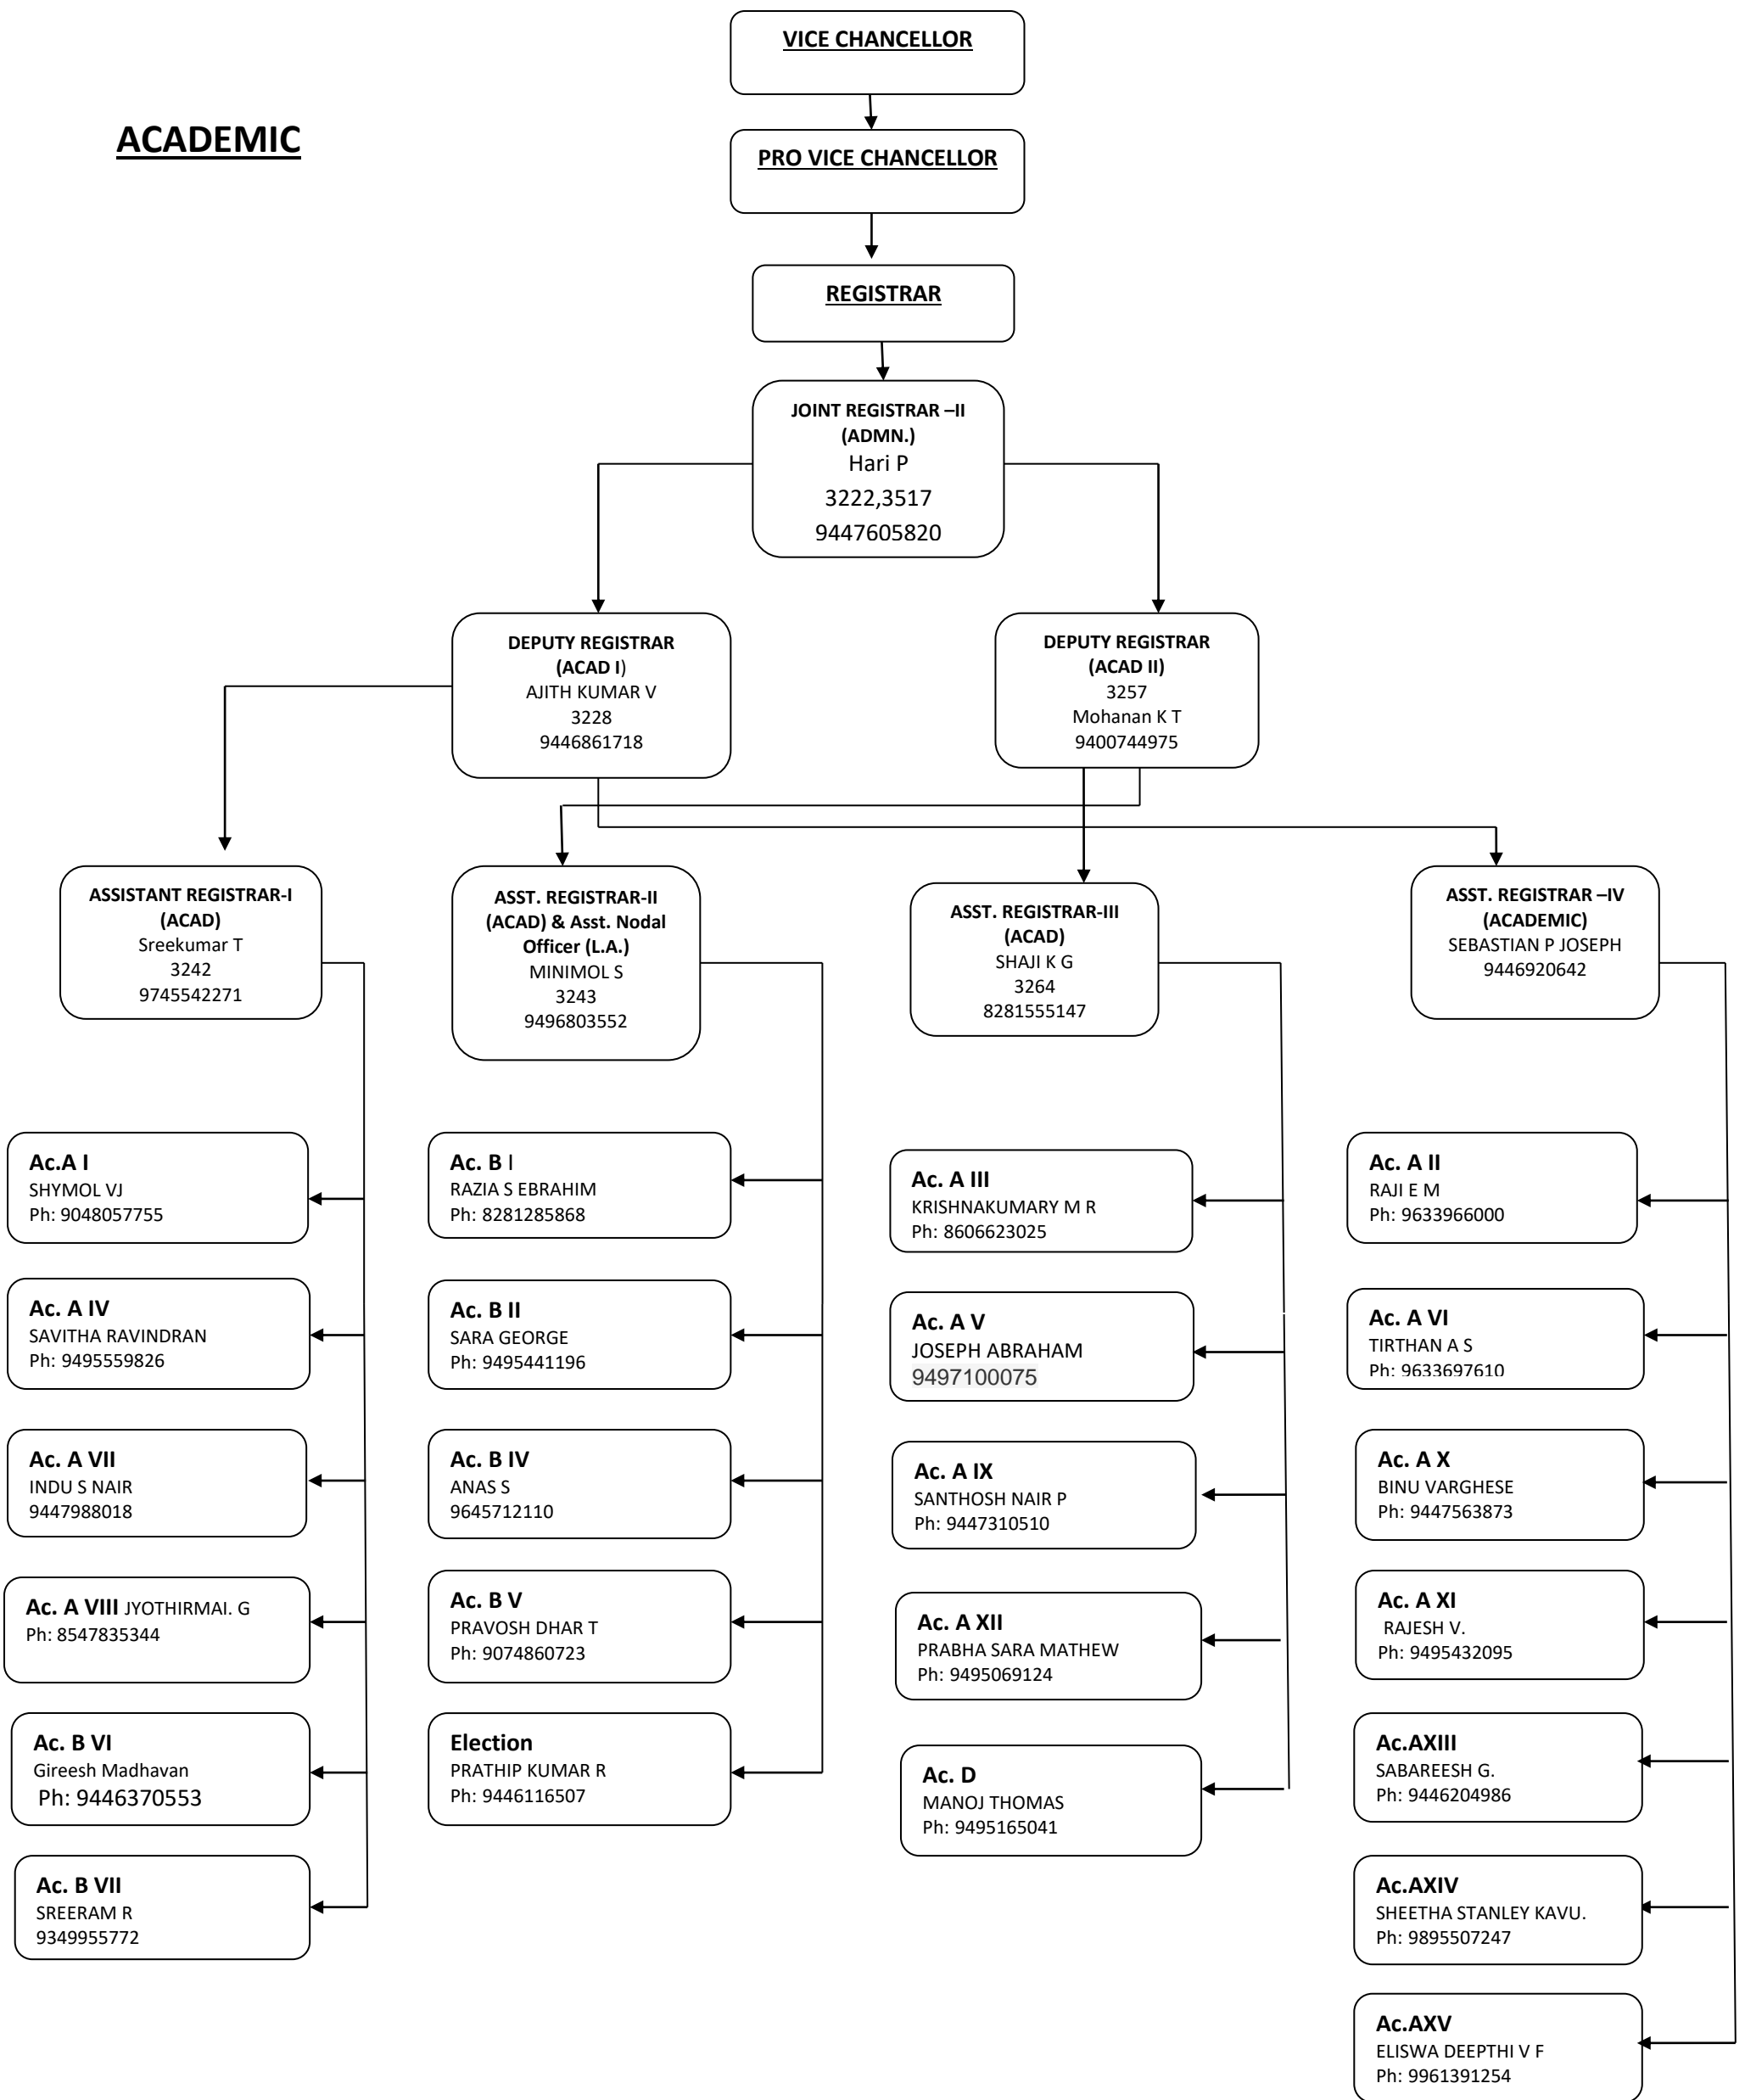 VICE CHANCELLOR
ACADEMIC
PRO VICE CHANCELLOR
REGISTRAR
JOINT REGISTRAR –II
(ADMN.)
Hari P
3222,3517
9447605820
DEPUTY REGISTRAR
(ACAD I)
AJITH KUMAR V
3228
9446861718
DEPUTY REGISTRAR
(ACAD II)
3257
Mohanan K T
9400744975
ASSISTANT REGISTRAR-I
(ACAD)
Sreekumar T
3242
9745542271
ASST. REGISTRAR-II
(ACAD) & Asst. Nodal
Officer (L.A.)
MINIMOL S
3243
9496803552
ASST. REGISTRAR-III
(ACAD)
SHAJI K G
3264
8281555147
ASST. REGISTRAR –IV
(ACADEMIC)
SEBASTIAN P JOSEPH
9446920642
Ac.A I
SHYMOL VJ
Ph: 9048057755
Ac. A IV
SAVITHA RAVINDRAN
Ph: 9495559826
Ac. A VII
INDU S NAIR
9447988018
Ac. A VIII JYOTHIRMAI. G
Ph: 8547835344
Ac. B VI
Gireesh Madhavan
Ph: 9446370553
Ac. B VII
SREERAM R
9349955772
Ac. B I
RAZIA S EBRAHIM
Ph: 8281285868
Ac. B II
SARA GEORGE
Ph: 9495441196
Ac. B IV
ANAS S
9645712110
Ac. B V
PRAVOSH DHAR T
Ph: 9074860723
Election
PRATHIP KUMAR R
Ph: 9446116507
Ac. A III
KRISHNAKUMARY M R
Ph: 8606623025
Ac. A V
JOSEPH ABRAHAM
9497100075
Ac. A IX
SANTHOSH NAIR P
Ph: 9447310510
Ac. A XII
PRABHA SARA MATHEW
Ph: 9495069124
Ac. D
MANOJ THOMAS
Ph: 9495165041
Ac. A II
RAJI E M
Ph: 9633966000
Ac. A VI
TIRTHAN A S
Ph: 9633697610
Ac. A X
BINU VARGHESE
Ph: 9447563873
Ac. A XI
RAJESH V.
Ph: 9495432095
Ac.AXIII
SABAREESH G.
Ph: 9446204986
Ac.AXIV
SHEETHA STANLEY KAVU.
Ph: 9895507247
Ac.AXV
ELISWA DEEPTHI V F
Ph: 9961391254